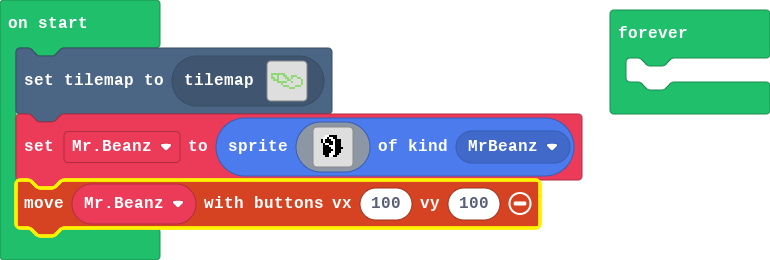 on start
forever
set tilemap to tilemap
set Mr.Beanz to sprite of kind MrBeanz
move Mr.Beanz with buttons vx 100 vy 100